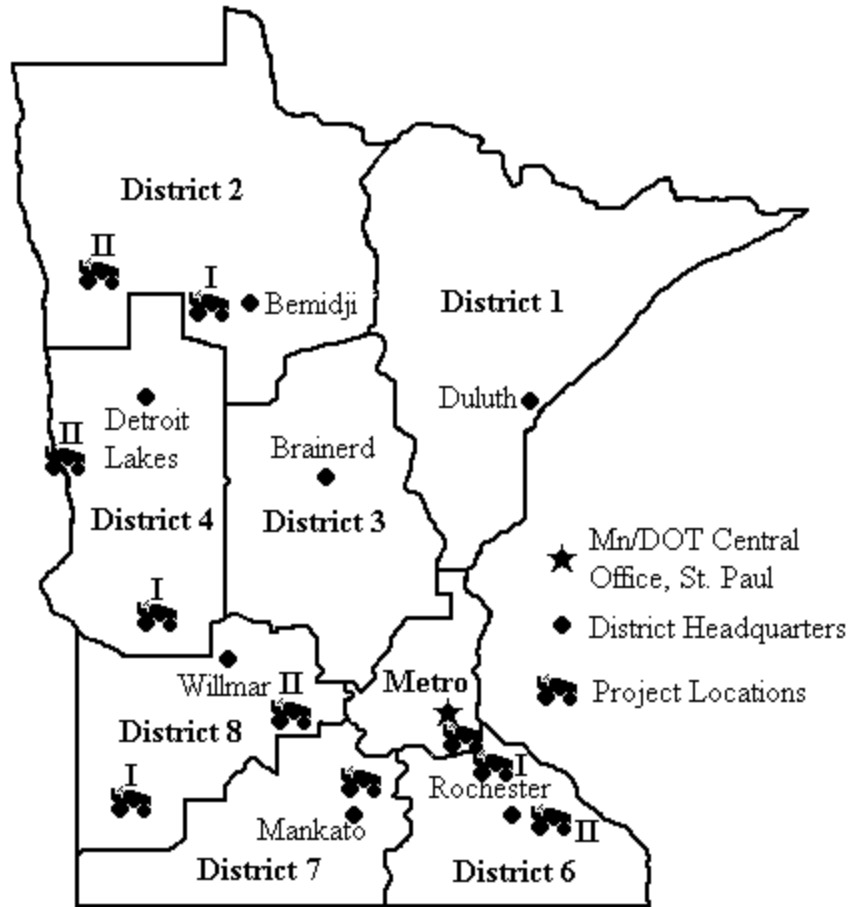 District 2
II
I
Bemidji
District 1
Detroit
Lakes
Duluth
II
Brainerd
District 4
District 3
Mn/DOT Central
Office, St. Paul
I
District Headquarters
Willmar
II
Metro
Project Locations
District 8
I
I
Rochester
Mankato
II
District 7
District 6